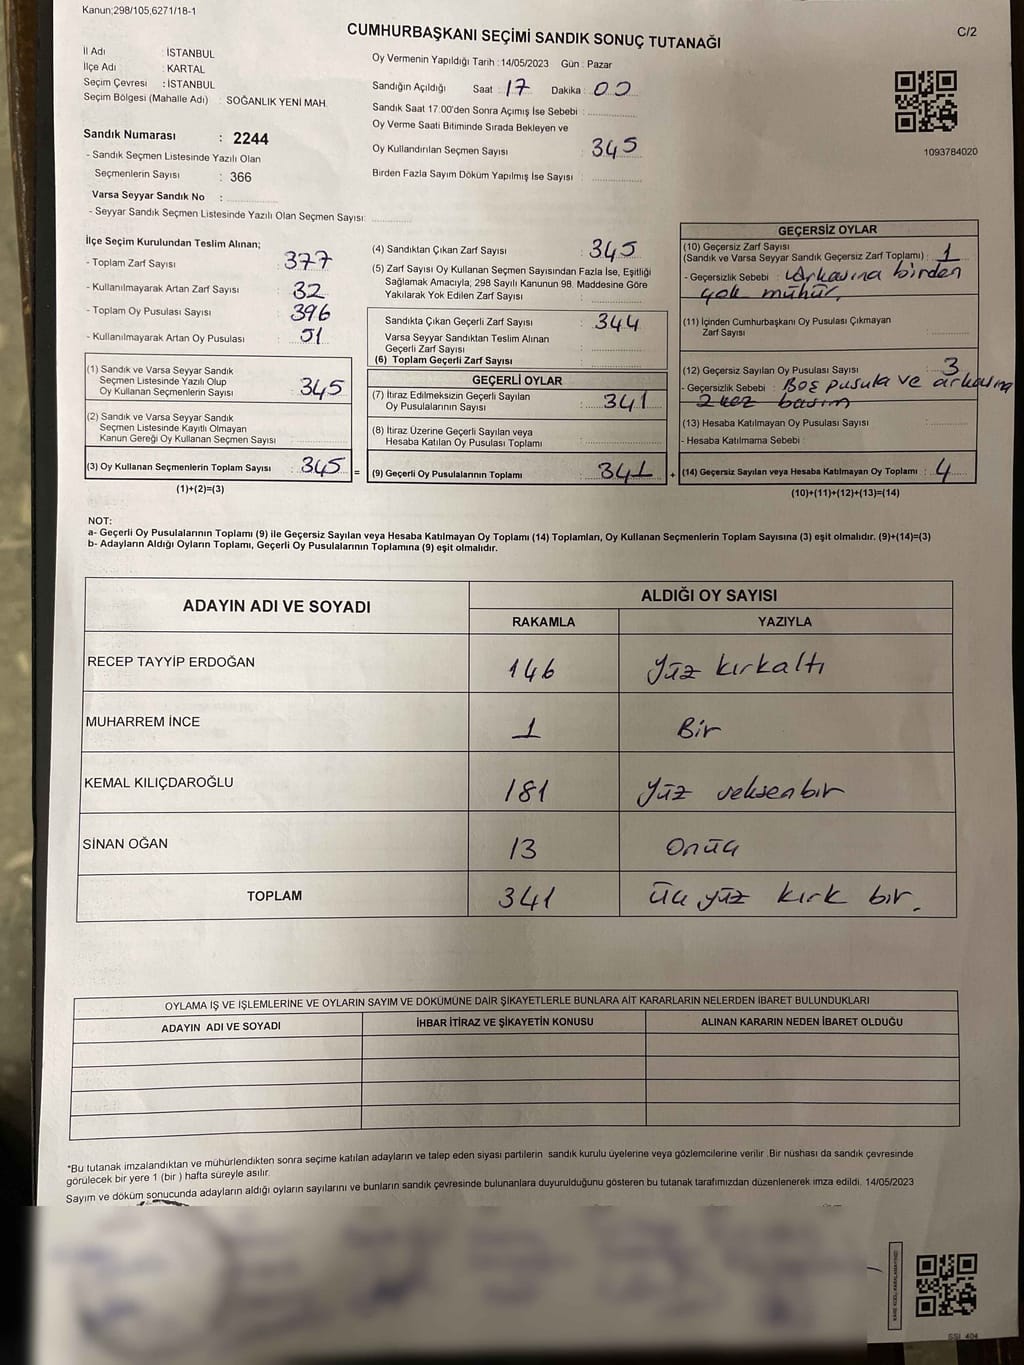 Kanun;298/105,6271/18-1
CUMHURBAŞKANI SEÇİMİ SANDIK SONUÇ TUTANAĞI
C/2
İl Adı : İSTANBUL
İlçe Adı : KARTAL
Seçim Çevresi : İSTANBUL
Seçim Bölgesi (Mahalle Adı) : SOĞANLIK YENİ MAH.
Oy Vermenin Yapıldığı Tarih : 14/05/2023 Gün : Pazar
Sandığın Açıldığı Saat : 17 Dakika : 00
Sandık Saat 17.00'den Sonra Açımış İse Sebebi :
Oy Verme Saati Bitiminde Sırada Bekleyen ve
Oy Kullandırılan Seçmen Sayısı : 345
Birden Fazla Sayım Döküm Yapılmış İse Sayısı :
1093784020
Sandık Numarası : 2244
- Sandık Seçmen Listesinde Yazılı Olan
Seçmenlerin Sayısı : 366
Varsa Seyyar Sandık No :
- Seyyar Sandık Seçmen Listesinde Yazılı Olan Seçmen Sayısı:
İlçe Seçim Kurulundan Teslim Alınan;
- Toplam Zarf Sayısı : 377
- Kullanılmayarak Artan Zarf Sayısı : 32
- Toplam Oy Pusulası Sayısı : 396
- Kullanılmayarak Artan Oy Pusulası : 51
(1) Sandık ve Varsa Seyyar Sandık
Seçmen Listesinde Yazılı Olup
Oy Kullanan Seçmenlerin Sayısı : 345
(2) Sandık ve Varsa Seyyar Sandık
Seçmen Listesinde Kayıtlı Olmayan
Kanun Gereği Oy Kullanan Seçmen Sayısı :
(3) Oy Kullanan Seçmenlerin Toplam Sayısı : 345 =
(1)+(2)=(3)
(4) Sandıktan Çıkan Zarf Sayısı : 345
(5) Zarf Sayısı Oy Kullanan Seçmen Sayısından Fazla İse, Eşitliği
Sağlamak Amacıyla; 298 Sayılı Kanunun 98. Maddesine Göre
Yakılarak Yok Edilen Zarf Sayısı :
Sandıkta Çıkan Geçerli Zarf Sayısı : 344
Varsa Seyyar Sandıktan Teslim Alınan
Geçerli Zarf Sayısı :
(6) Toplam Geçerli Zarf Sayısı :
GEÇERLİ OYLAR
(7) İtiraz Edilmeksizin Geçerli Sayılan
Oy Pusulalarının Sayısı : 341
(8) İtiraz Üzerine Geçerli Sayılan veya
Hesaba Katılan Oy Pusulası Toplamı :
(9) Geçerli Oy Pusulalarının Toplamı : 341 +
GEÇERSİZ OYLAR
(10) Geçersiz Zarf Sayısı
(Sandık ve Varsa Seyyar Sandık Geçersiz Zarf Toplamı) : 1
- Geçersizlik Sebebi : Arkasına birden
çok mühür.
(11) İçinden Cumhurbaşkanı Oy Pusulası Çıkmayan
Zarf Sayısı :
(12) Geçersiz Sayılan Oy Pusulası Sayısı : 3
- Geçersizlik Sebebi : Boş pusula ve arkasına
2 kez basım
(13) Hesaba Katılmayan Oy Pusulası Sayısı :
- Hesaba Katılmama Sebebi :
(14) Geçersiz Sayılan veya Hesaba Katılmayan Oy Toplamı : 4
(10)+(11)+(12)+(13)=(14)
NOT:
a- Geçerli Oy Pusulalarının Toplamı (9) ile Geçersiz Sayılan veya Hesaba Katılmayan Oy Toplamı (14) Toplamları, Oy Kullanan Seçmenlerin Toplam Sayısına (3) eşit olmalıdır. (9)+(14)=(3)
b- Adayların Aldığı Oyların Toplamı, Geçerli Oy Pusulalarının Toplamına (9) eşit olmalıdır.
ADAYIN ADI VE SOYADI
ALDIĞI OY SAYISI
RAKAMLA YAZIYLA
RECEP TAYYİP ERDOĞAN 146 Yüz kırkaltı
MUHARREM İNCE 1 Bir
KEMAL KILIÇDAROĞLU 181 Yüz seksenbir
SİNAN OĞAN 13 Onüç
TOPLAM 341 Üç yüz kırk bir.
OYLAMA İŞ VE İŞLEMLERİNE VE OYLARIN SAYIM VE DÖKÜMÜNE DAİR ŞİKAYETLERLE BUNLARA AİT KARARLARIN NELERDEN İBARET BULUNDUKLARI
ADAYIN ADI VE SOYADI İHBAR İTİRAZ VE ŞİKAYETİN KONUSU ALINAN KARARIN NEDEN İBARET OLDUĞU
*Bu tutanak imzalandıktan ve mühürlendikten sonra seçime katılan adayların ve talep eden siyasi partilerin sandık kurulu üyelerine veya gözlemcilerine verilir .Bir nüshası da sandık çevresinde
görülecek bir yere 1 (bir ) hafta süreyle asılır.
Sayım ve döküm sonucunda adayların aldığı oyların sayılarını ve bunların sandık çevresinde bulunanlara duyurulduğunu gösteren bu tutanak tarafımızdan düzenlenerek imza edildi. 14/05/2023
KARE KODU KARALAMAYINIZ!
SSI_404